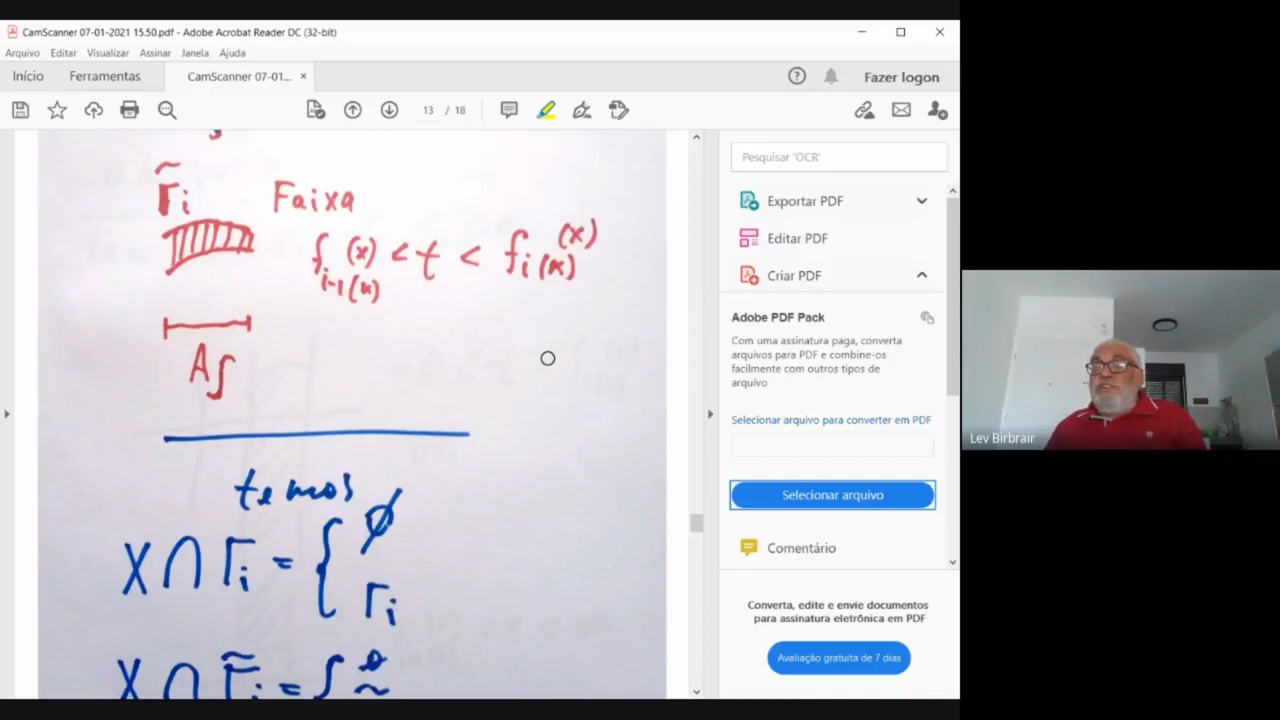 CamScanner 07-01-2021 15.50.pdf - Adobe Acrobat Reader DC (32-bit)
Arquivo Editar Visualizar Assinar Janela Ajuda
Início Ferramentas CamScanner 07-01... × Fazer logon
13 / 18
Γ̃i Faixa
f i-1(x) (x) < t < f i(x) (x)
As
temos
X ∩ Γi = { ∅
Γi
X ∩ Γ̃i = { ∅
Pesquisar 'OCR'
Exportar PDF
Editar PDF
Criar PDF
Adobe PDF Pack
Com uma assinatura paga, converta
arquivos para PDF e combine-os
facilmente com outros tipos de
arquivo
Selecionar arquivo para converter em PDF
Selecionar arquivo
Comentário
Converta, edite e envie documentos
para assinatura eletrônica em PDF
Avaliação gratuita de 7 dias
Lev Birbrair